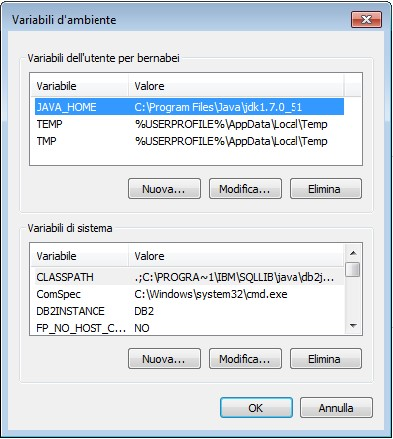 Variabili d'ambiente
Variabili dell'utente per bernabei
Variabile Valore
JAVA_HOME C:\Program Files\Java\jdk1.7.0_51
TEMP %USERPROFILE%\AppData\Local\Temp
TMP %USERPROFILE%\AppData\Local\Temp
Nuova... Modifica... Elimina
Variabili di sistema
Variabile Valore
CLASSPATH .;C:\PROGRA~1\IBM\SQLLIB\java\db2j...
ComSpec C:\Windows\system32\cmd.exe
DB2INSTANCE DB2
FP_NO_HOST_C... NO
Nuova... Modifica... Elimina
OK Annulla